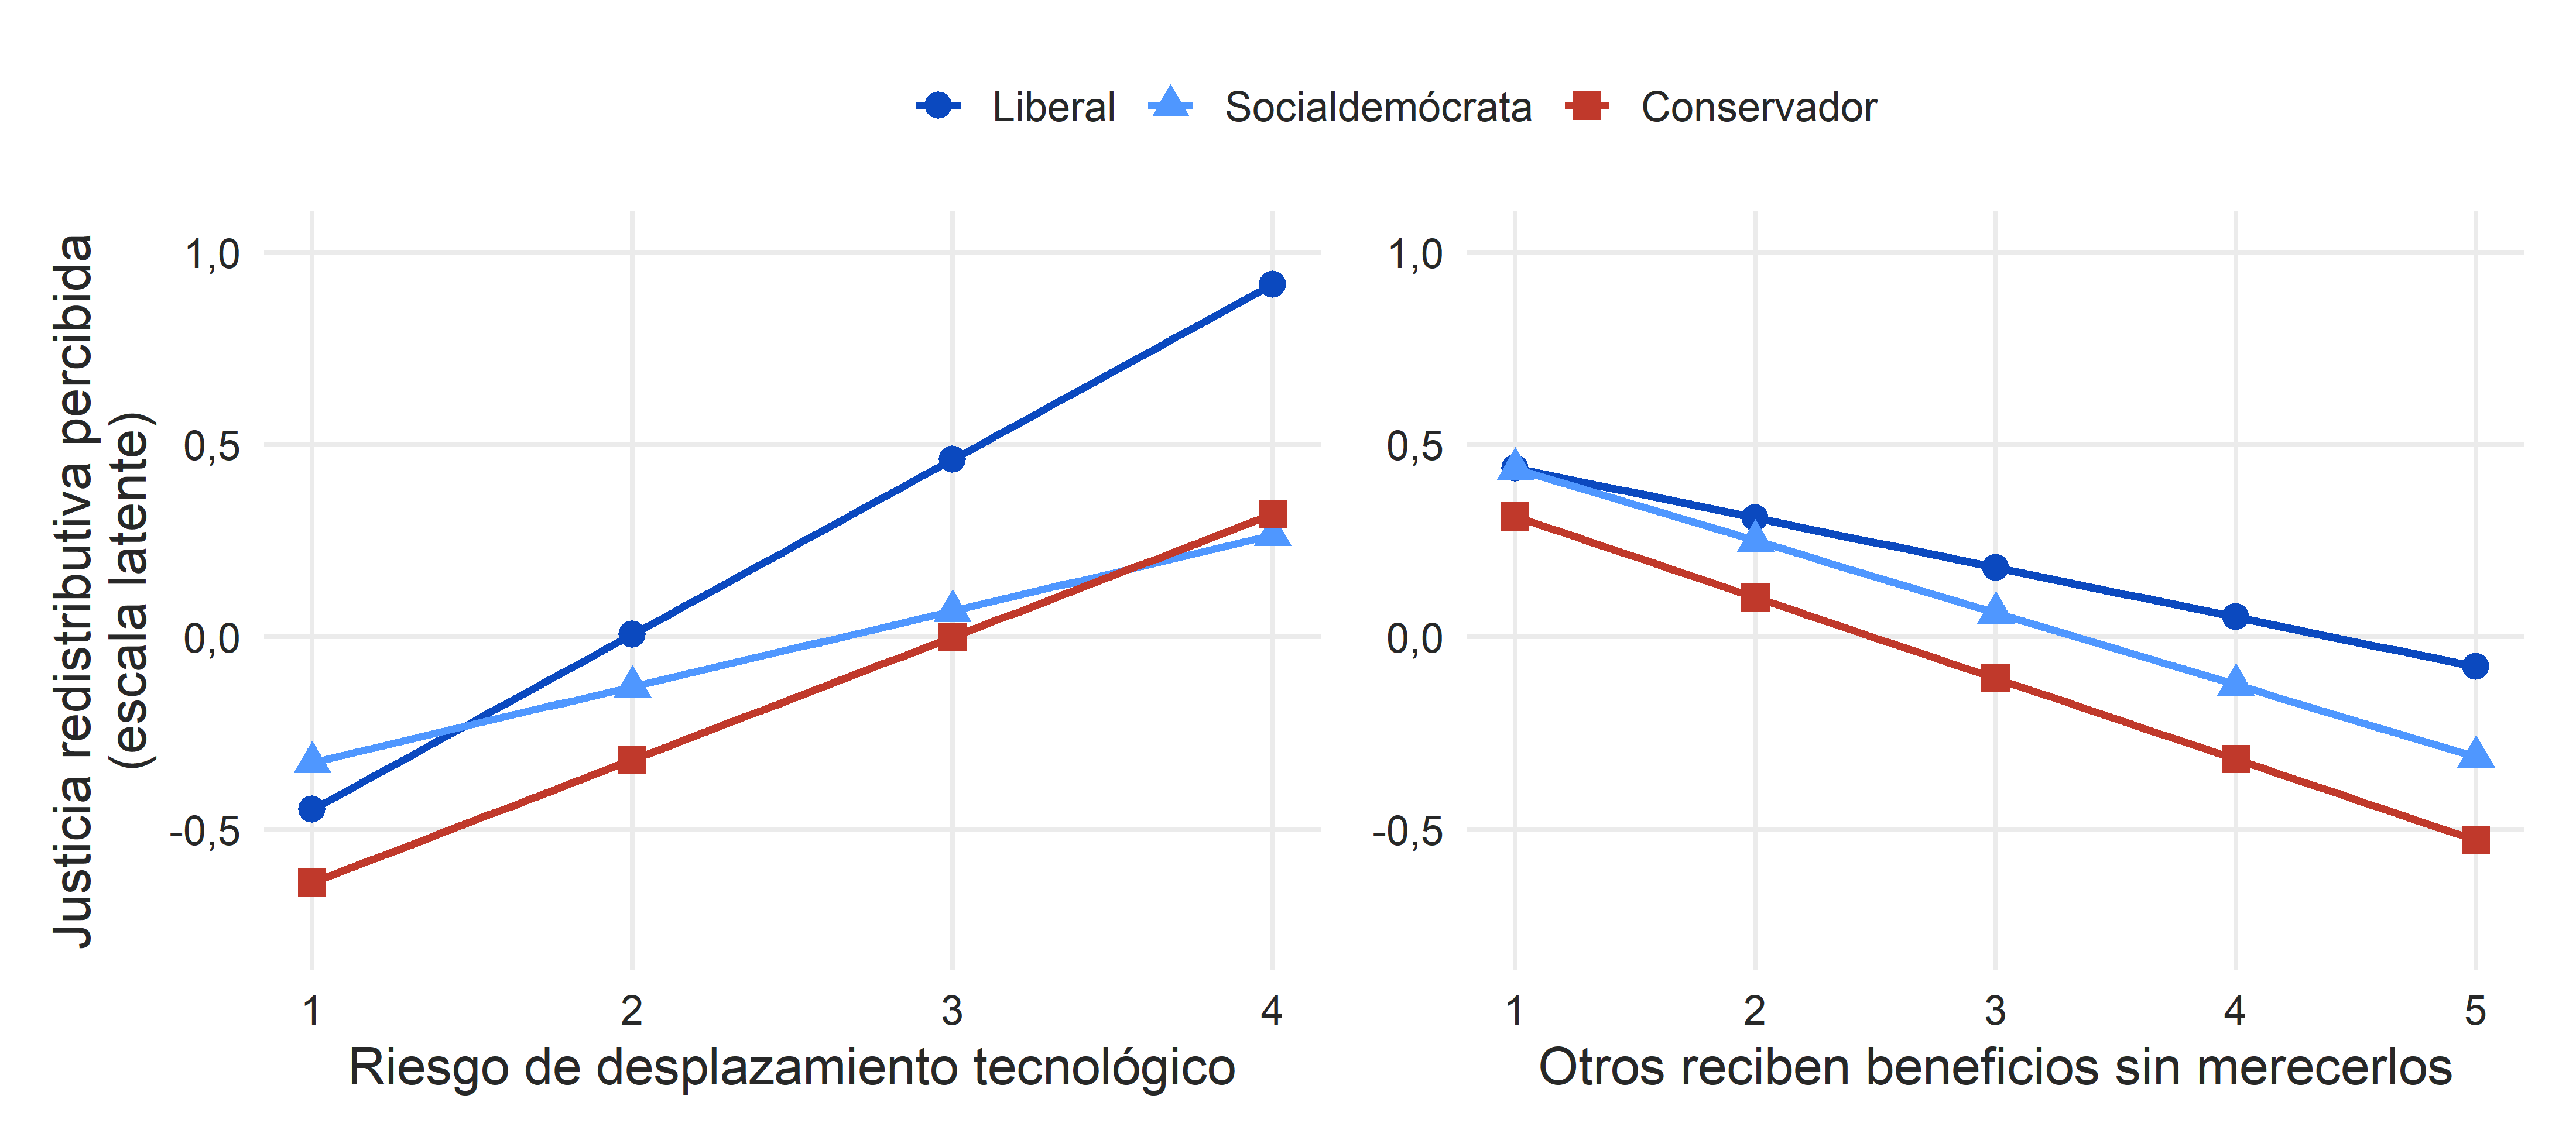 Liberal Socialdemócrata Conservador
Justicia redistributiva percibida
(escala latente)
1,0
0,5
0,0
-0,5
1 2 3 4
Riesgo de desplazamiento tecnológico
1,0
0,5
0,0
-0,5
1 2 3 4 5
Otros reciben beneficios sin merecerlos